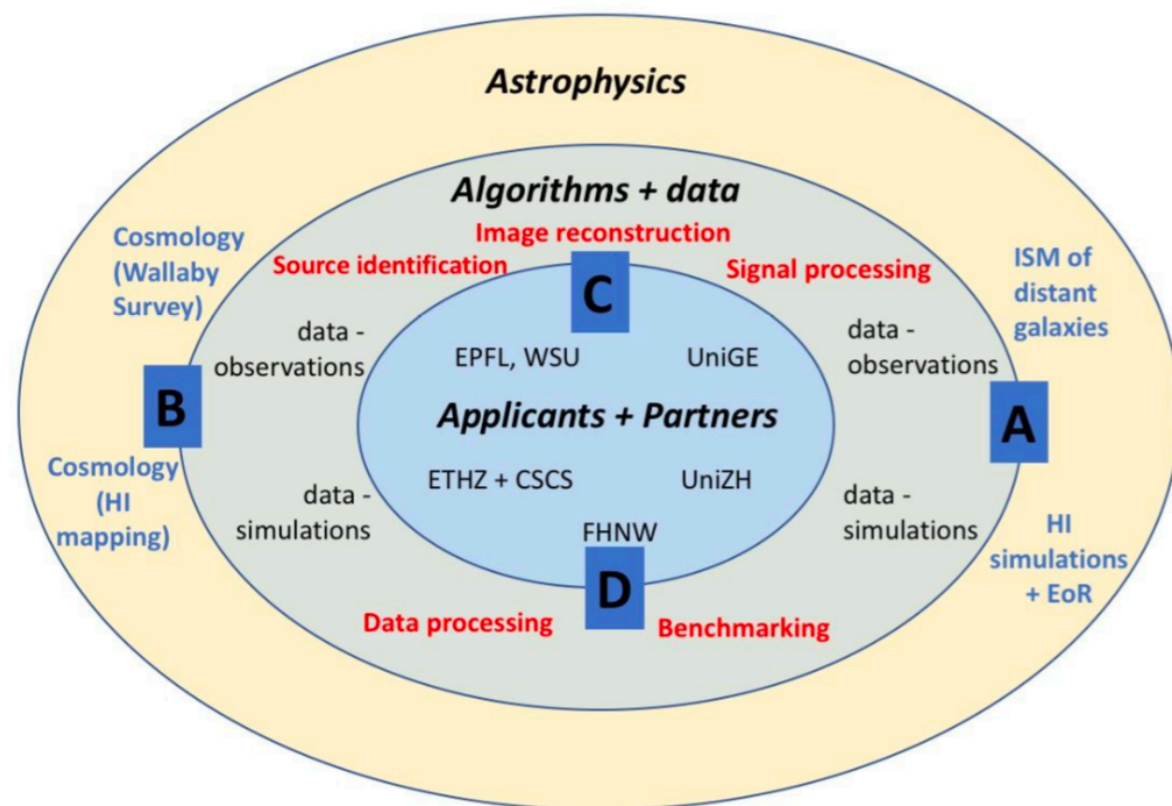 Astrophysics
Algorithms + data
Image reconstruction
Source identification
Signal processing
Cosmology
(Wallaby
Survey)
ISM of
distant
galaxies
C
data -
observations
EPFL, WSU
UniGE
data -
observations
B
Applicants + Partners
A
Cosmology
(HI
mapping)
data -
simulations
ETHZ + CSCS
UniZH
data -
simulations
HI
simulations
+ EoR
FHNW
D
Data processing
Benchmarking